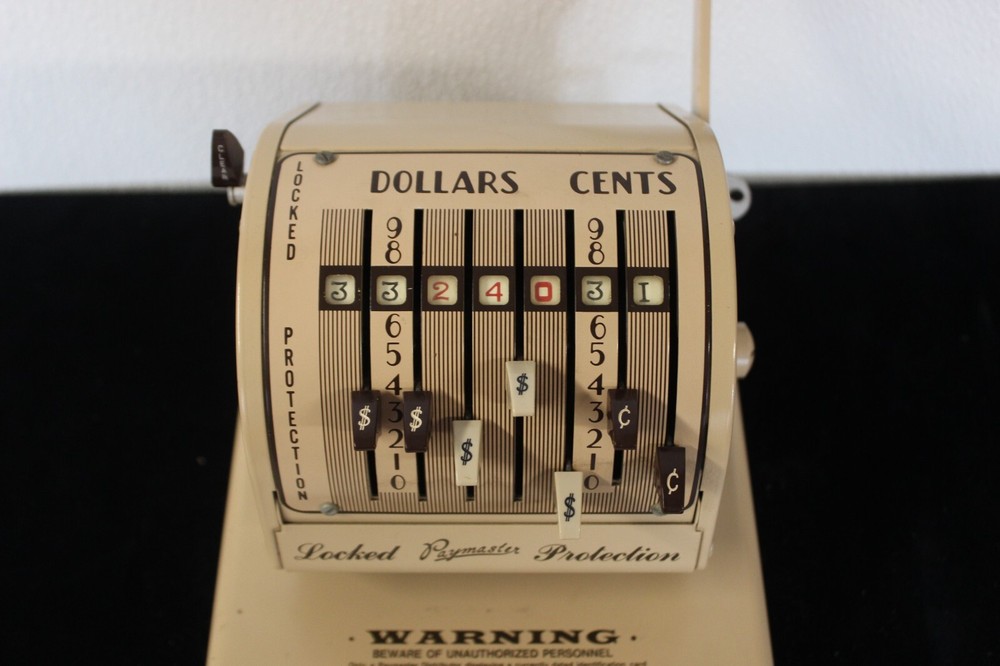 DOLLARS CENTS
LOCKED
PROTECTION
9 9
8 8
3 3 2 4 0 3 1
6 6
5 5
4 4
3 3
2 2
1 1
0 0
$ $ $ $ $ ¢ ¢
Locked Paymaster Protection
· WARNING ·
BEWARE OF UNAUTHORIZED PERSONNEL